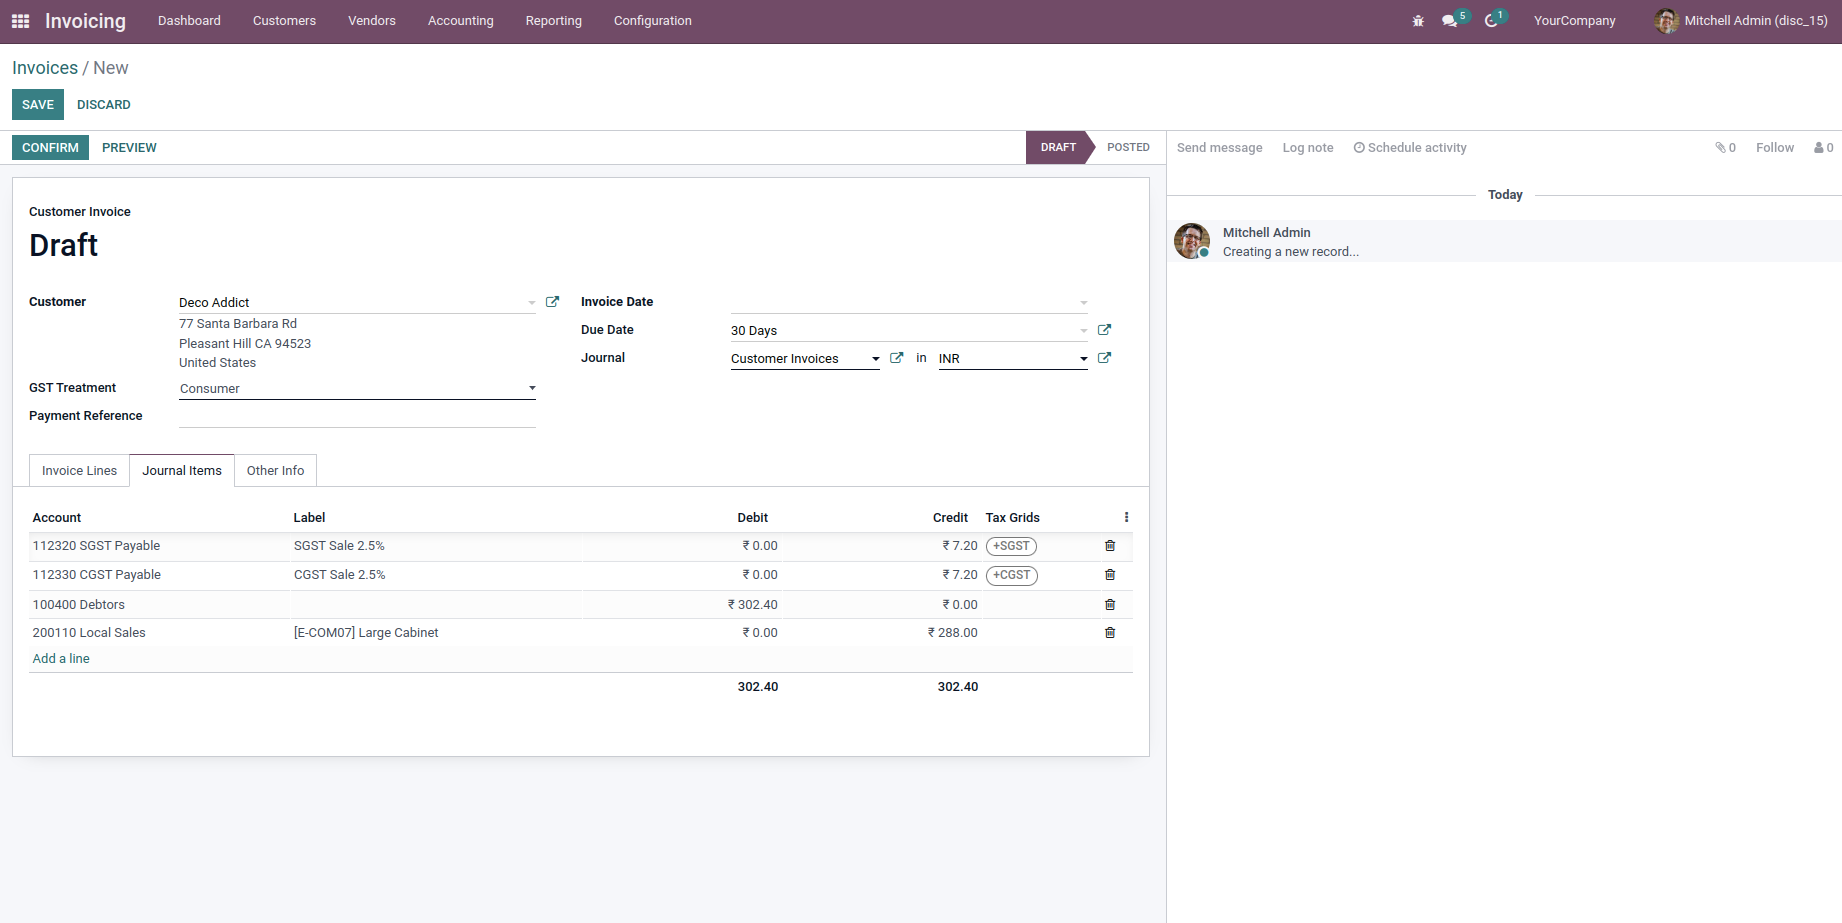 Invoicing Dashboard Customers Vendors Accounting Reporting Configuration 5 1 YourCompany Mitchell Admin (disc_15)
Invoices / New
SAVE DISCARD
CONFIRM PREVIEW DRAFT POSTED Send message Log note Schedule activity 0 Follow 0
Today
Mitchell Admin
Creating a new record...
Customer Invoice
Draft
Customer Deco Addict Invoice Date
77 Santa Barbara Rd
Pleasant Hill CA 94523
United States
Due Date 30 Days
Journal Customer Invoices in INR
GST Treatment Consumer
Payment Reference
Invoice Lines Journal Items Other Info
Account Label Debit Credit Tax Grids
112320 SGST Payable SGST Sale 2.5% ₹ 0.00 ₹ 7.20 +SGST
112330 CGST Payable CGST Sale 2.5% ₹ 0.00 ₹ 7.20 +CGST
100400 Debtors ₹ 302.40 ₹ 0.00
200110 Local Sales [E-COM07] Large Cabinet ₹ 0.00 ₹ 288.00
Add a line
302.40 302.40